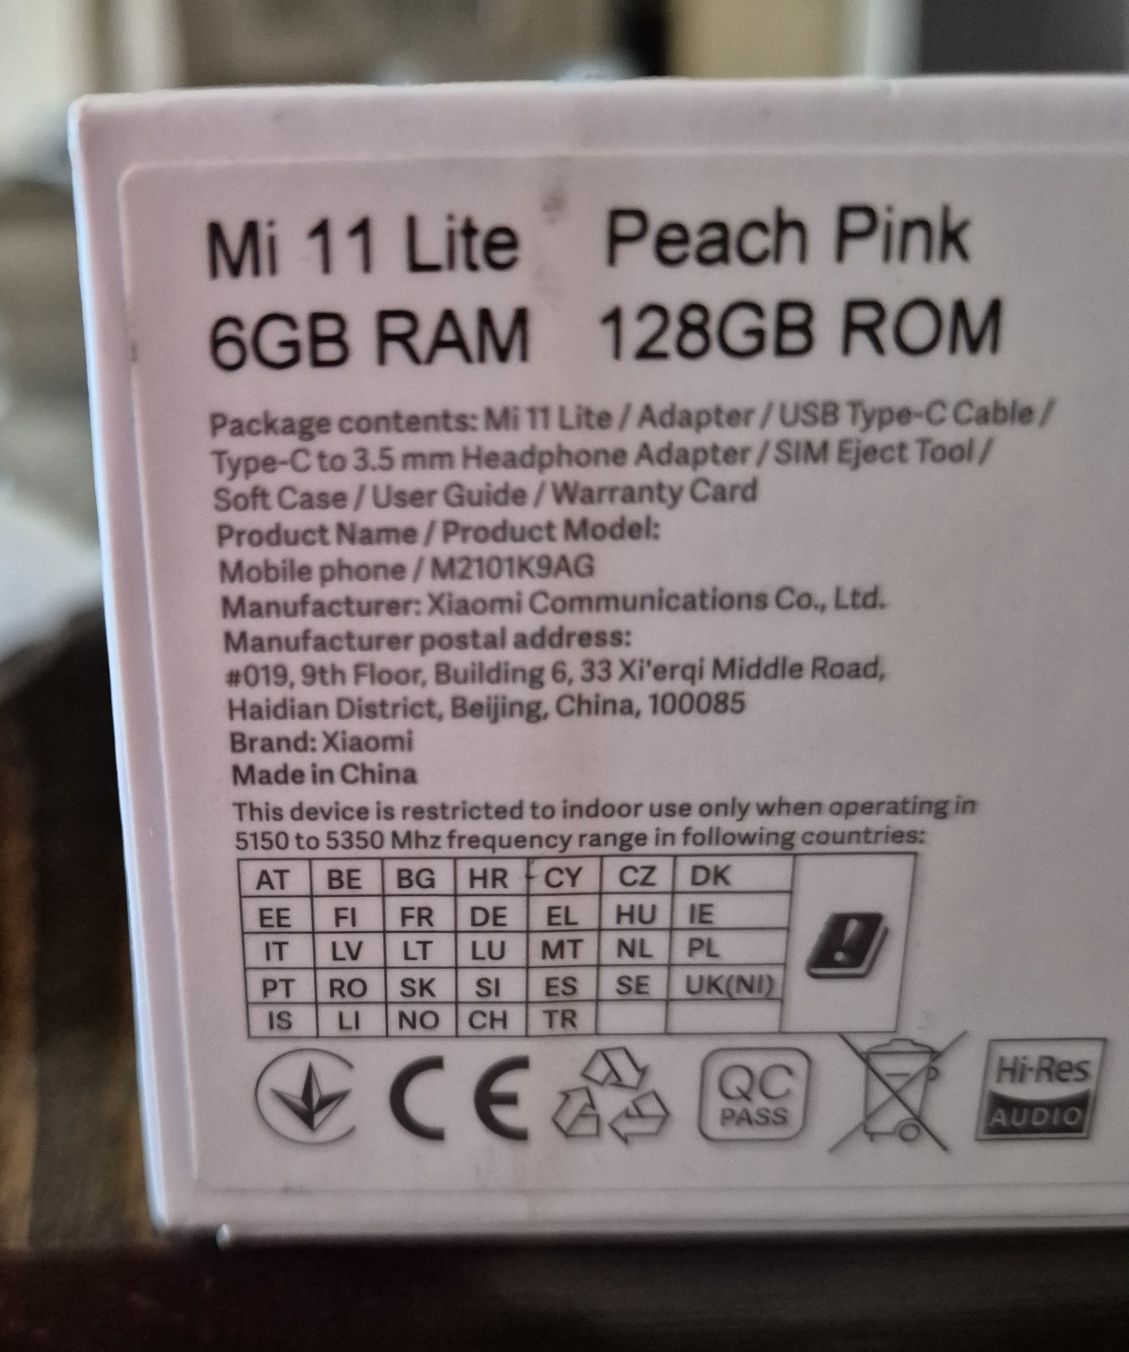 Mi 11 Lite Peach Pink
6GB RAM 128GB ROM
Package contents: Mi 11 Lite / Adapter / USB Type-C Cable /
Type-C to 3.5 mm Headphone Adapter / SIM Eject Tool /
Soft Case / User Guide / Warranty Card
Product Name / Product Model:
Mobile phone / M2101K9AG
Manufacturer: Xiaomi Communications Co., Ltd.
Manufacturer postal address:
#019, 9th Floor, Building 6, 33 Xi'erqi Middle Road,
Haidian District, Beijing, China, 100085
Brand: Xiaomi
Made in China
This device is restricted to indoor use only when operating in
5150 to 5350 Mhz frequency range in following countries:
AT BE BG HR CY CZ DK
EE FI FR DE EL HU IE
IT LV LT LU MT NL PL
PT RO SK SI ES SE UK(NI)
IS LI NO CH TR
CE
QC
PASS
Hi-Res
AUDIO